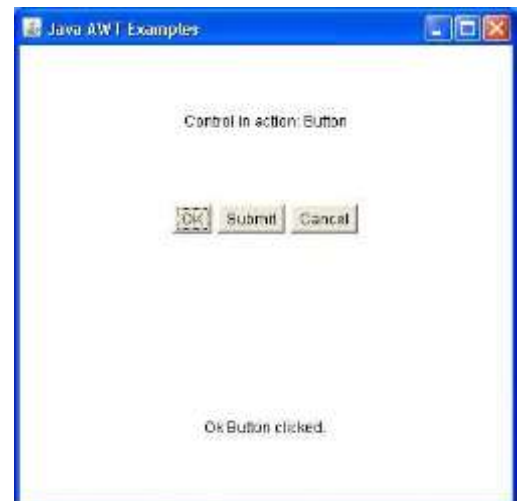 Java AWT Examples
Control in action: Button
OK Submit Cancel
Ok Button clicked.